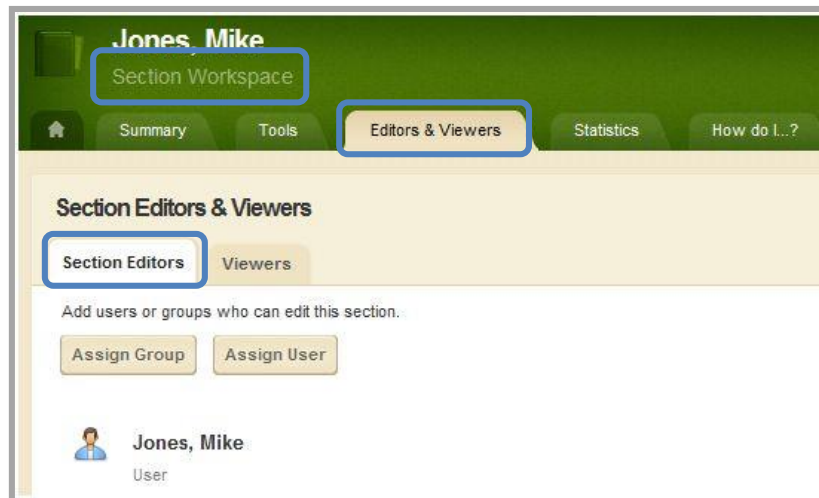 Jones, Mike
Section Workspace
Summary Tools Editors & Viewers Statistics How do I...?
Section Editors & Viewers
Section Editors Viewers
Add users or groups who can edit this section.
Assign Group Assign User
Jones, Mike
User